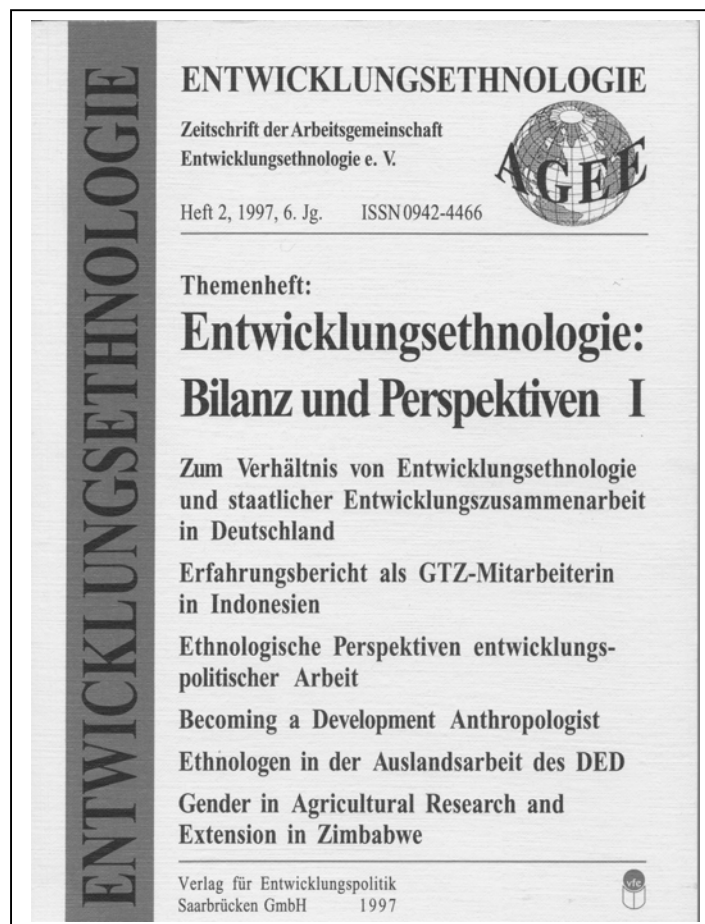 ENTWICKLUNGSETHNOLOGIE
ENTWICKLUNGSETHNOLOGIE
Zeitschrift der Arbeitsgemeinschaft
Entwicklungsethnologie e. V.
AGEE
Heft 2, 1997, 6. Jg. ISSN 0942-4466
Themenheft:
Entwicklungsethnologie:
Bilanz und Perspektiven I
Zum Verhältnis von Entwicklungsethnologie
und staatlicher Entwicklungszusammenarbeit
in Deutschland
Erfahrungsbericht als GTZ-Mitarbeiterin
in Indonesien
Ethnologische Perspektiven entwicklungs-
politischer Arbeit
Becoming a Development Anthropologist
Ethnologen in der Auslandsarbeit des DED
Gender in Agricultural Research and
Extension in Zimbabwe
Verlag für Entwicklungspolitik
Saarbrücken GmbH 1997
vfe